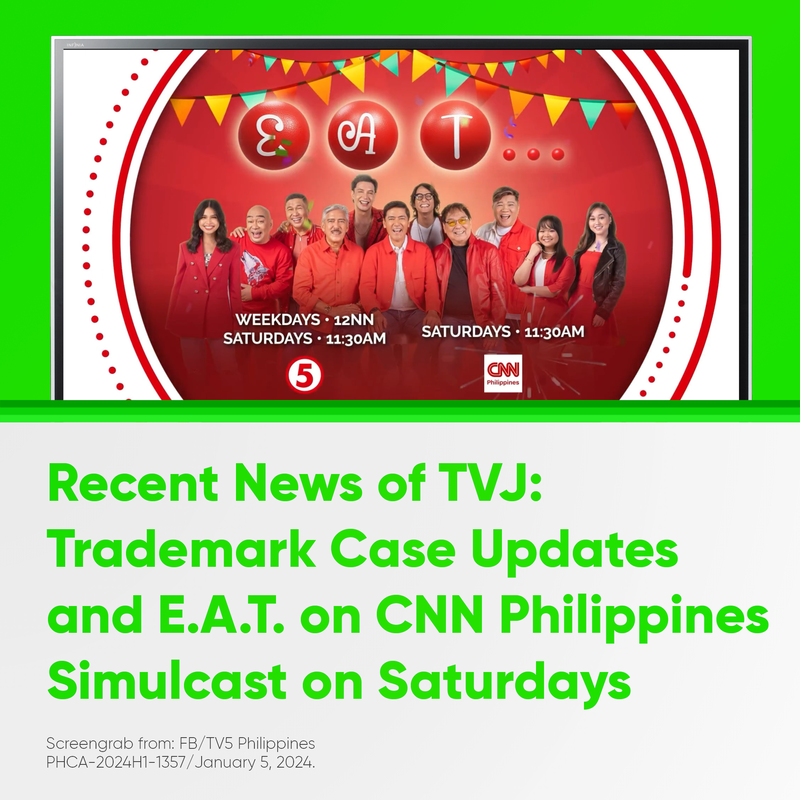 E A T...
WEEKDAYS • 12NN
SATURDAYS • 11:30AM
5
SATURDAYS • 11:30AM
CNN
Philippines
Recent News of TVJ:
Trademark Case Updates
and E.A.T. on CNN Philippines
Simulcast on Saturdays
Screengrab from: FB/TV5 Philippines
PHCA-2024H1-1357/January 5, 2024.